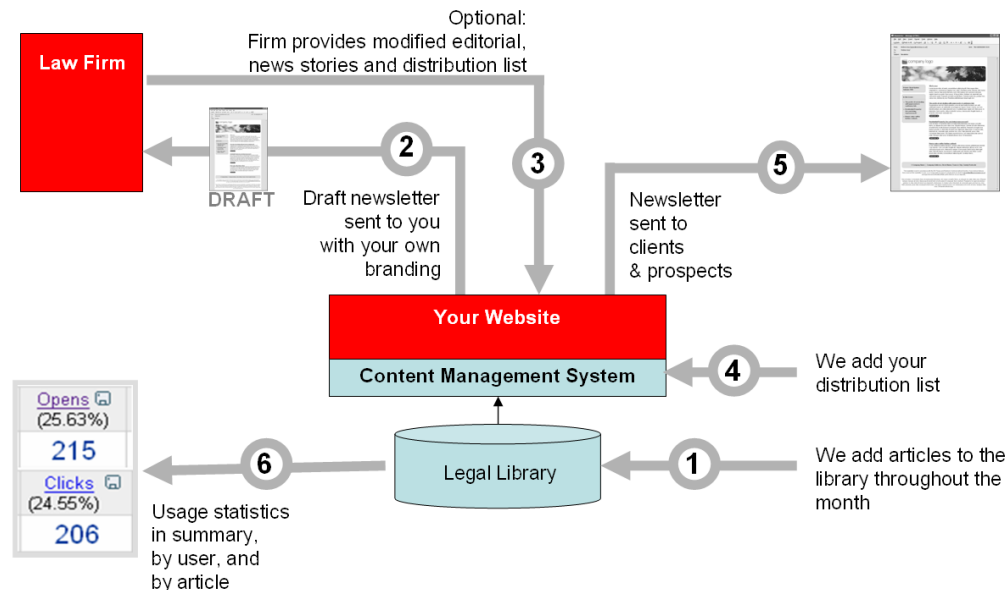 Optional:
Firm provides modified editorial,
news stories and distribution list
Law Firm
2
3
5
DRAFT
Draft newsletter
sent to you
with your own
branding
Newsletter
sent to
clients
& prospects
Your Website
Content Management System
4
We add your
distribution list
Legal Library
1
We add articles to the
library throughout the
month
Opens
(25.63%)
215
Clicks
(24.55%)
206
6
Usage statistics
in summary,
by user, and
by article